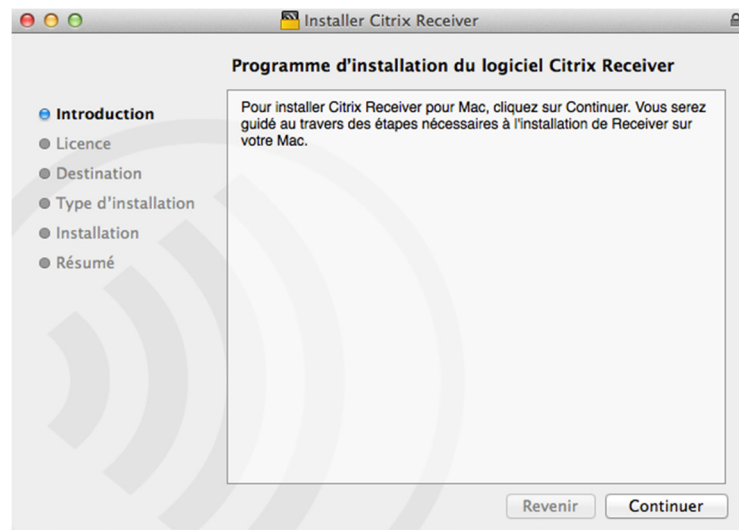 Installer Citrix Receiver
Programme d'installation du logiciel Citrix Receiver
Introduction
Licence
Destination
Type d'installation
Installation
Résumé
Pour installer Citrix Receiver pour Mac, cliquez sur Continuer. Vous serez
guidé au travers des étapes nécessaires à l'installation de Receiver sur
votre Mac.
Revenir
Continuer